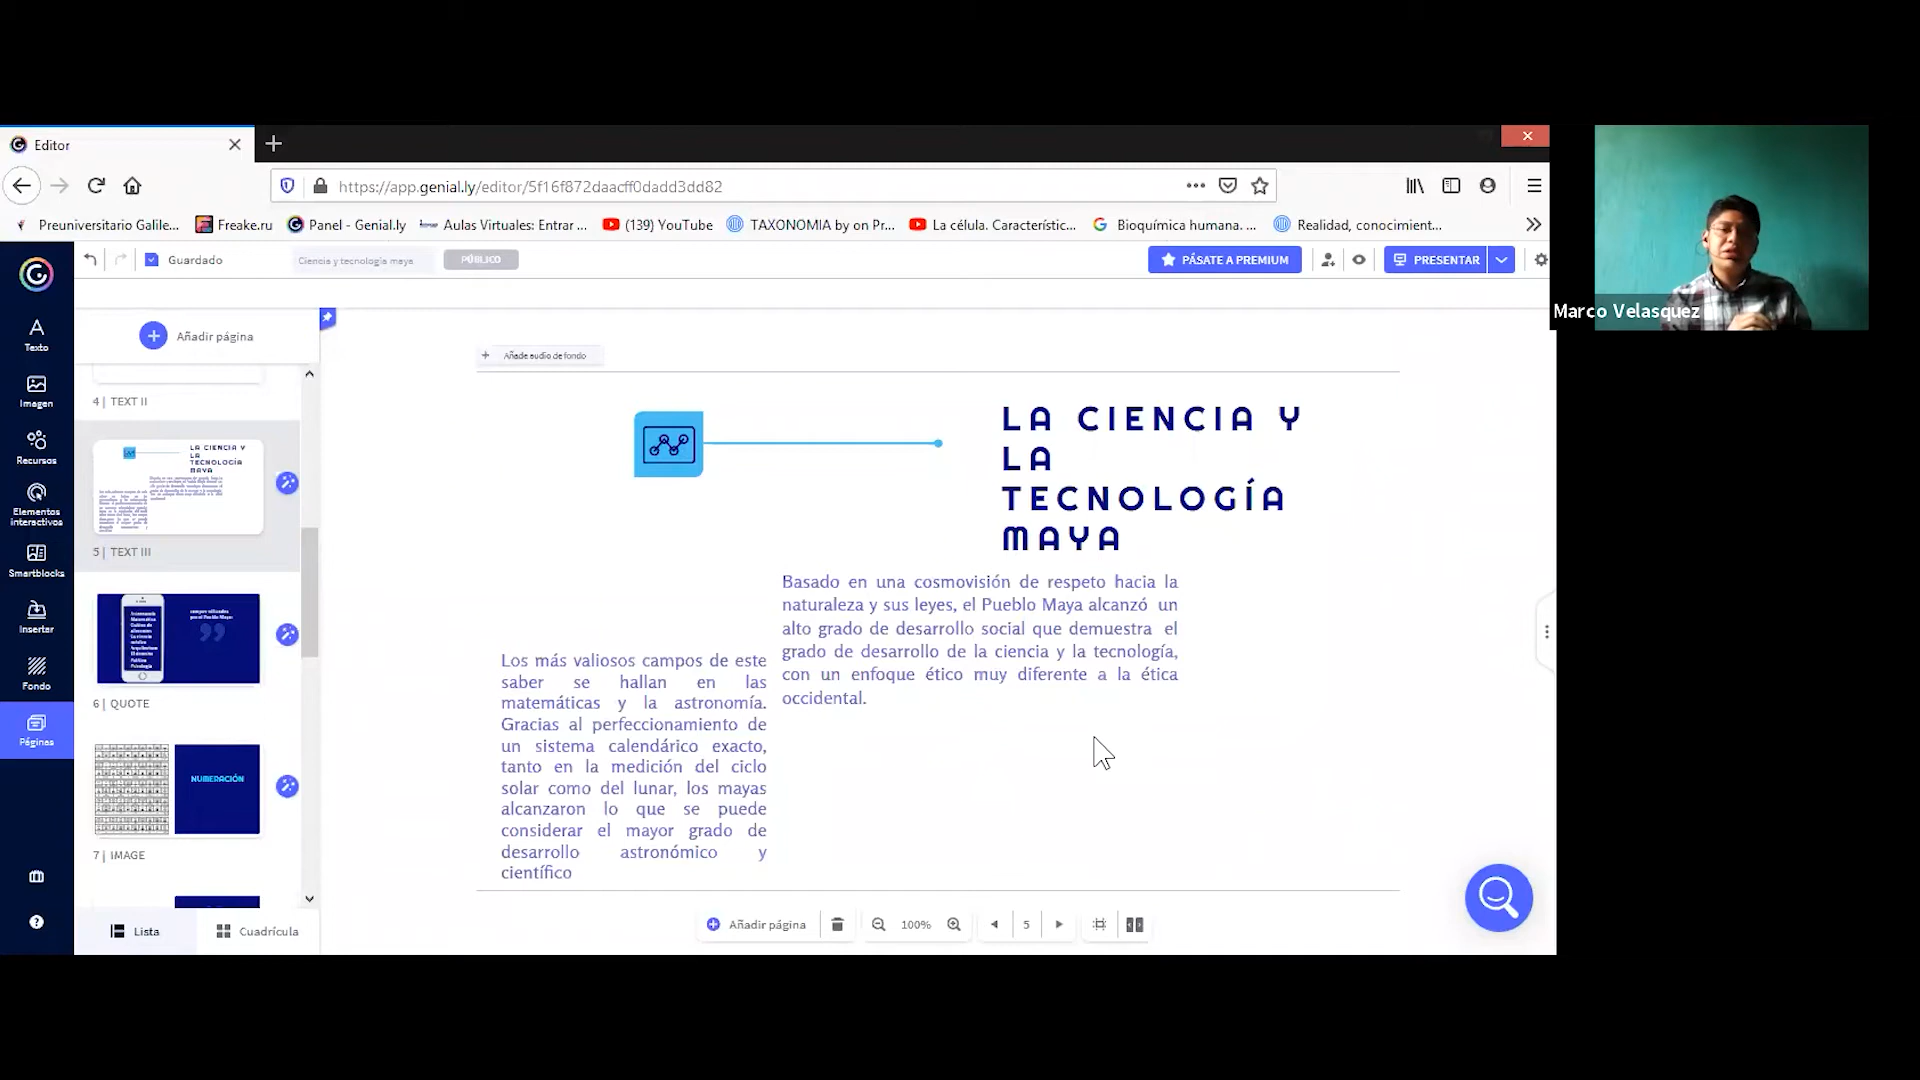 Editor
https://app.genial.ly/editor/5f16f872daacff0dadd3dd82
Preuniversitario Galile...
Freake.ru
Panel - Genial.ly
Aulas Virtuales: Entrar ...
(139) YouTube
TAXONOMIA by on Pr...
La célula. Característic...
Bioquímica humana. ...
Realidad, conocimient...
Guardado
Ciencia y tecnología maya
PÚBLICO
PÁSATE A PREMIUM
PRESENTAR
Marco Velasquez
Texto
Imagen
Recursos
Elementos
interactivos
Smartblocks
Insertar
Fondo
Páginas
Añadir página
4 | TEXT II
LA CIENCIA Y
LA
TECNOLOGÍA
MAYA
5 | TEXT III
6 | QUOTE
NUMERACIÓN
7 | IMAGE
Lista
Cuadrícula
Añade audio de fondo
LA CIENCIA Y
LA
TECNOLOGÍA
MAYA
Basado en una cosmovisión de respeto hacia la
naturaleza y sus leyes, el Pueblo Maya alcanzó un
alto grado de desarrollo social que demuestra el
grado de desarrollo de la ciencia y la tecnología,
con un enfoque ético muy diferente a la ética
occidental.
Los más valiosos campos de este
saber se hallan en las
matemáticas y la astronomía.
Gracias al perfeccionamiento de
un sistema calendárico exacto,
tanto en la medición del ciclo
solar como del lunar, los mayas
alcanzaron lo que se puede
considerar el mayor grado de
desarrollo astronómico y
científico
Añadir página
100%
5